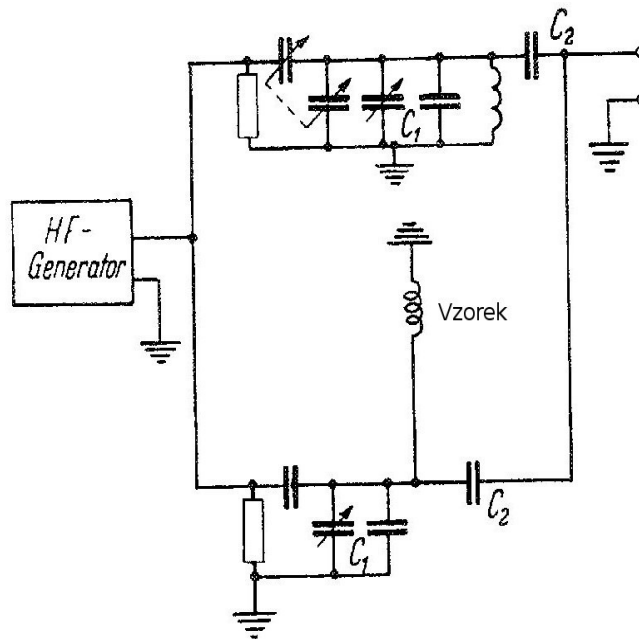 C₂
C₁
HF-
Generator
Vzorek
C₂
C₁